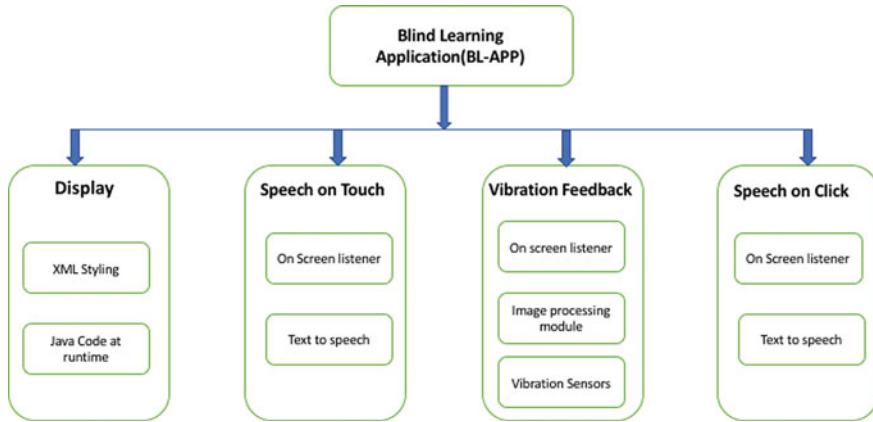 Blind Learning
Application(BL-APP)
Display
XML Styling
Java Code at
runtime
Speech on Touch
On Screen listener
Text to speech
Vibration Feedback
On screen listener
Image processing
module
Vibration Sensors
Speech on Click
On Screen Listener
Text to speech